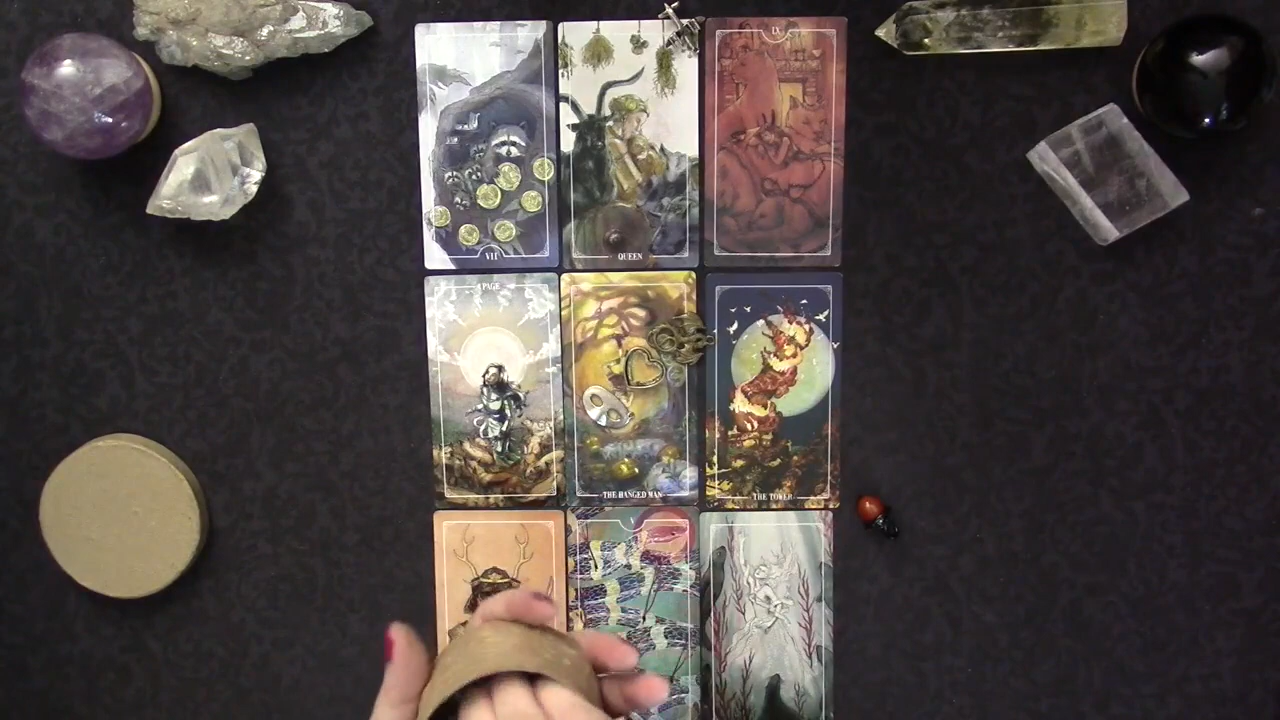 IX
VII
QUEEN
PAGE
THE HANGED MAN
THE TOWER
V